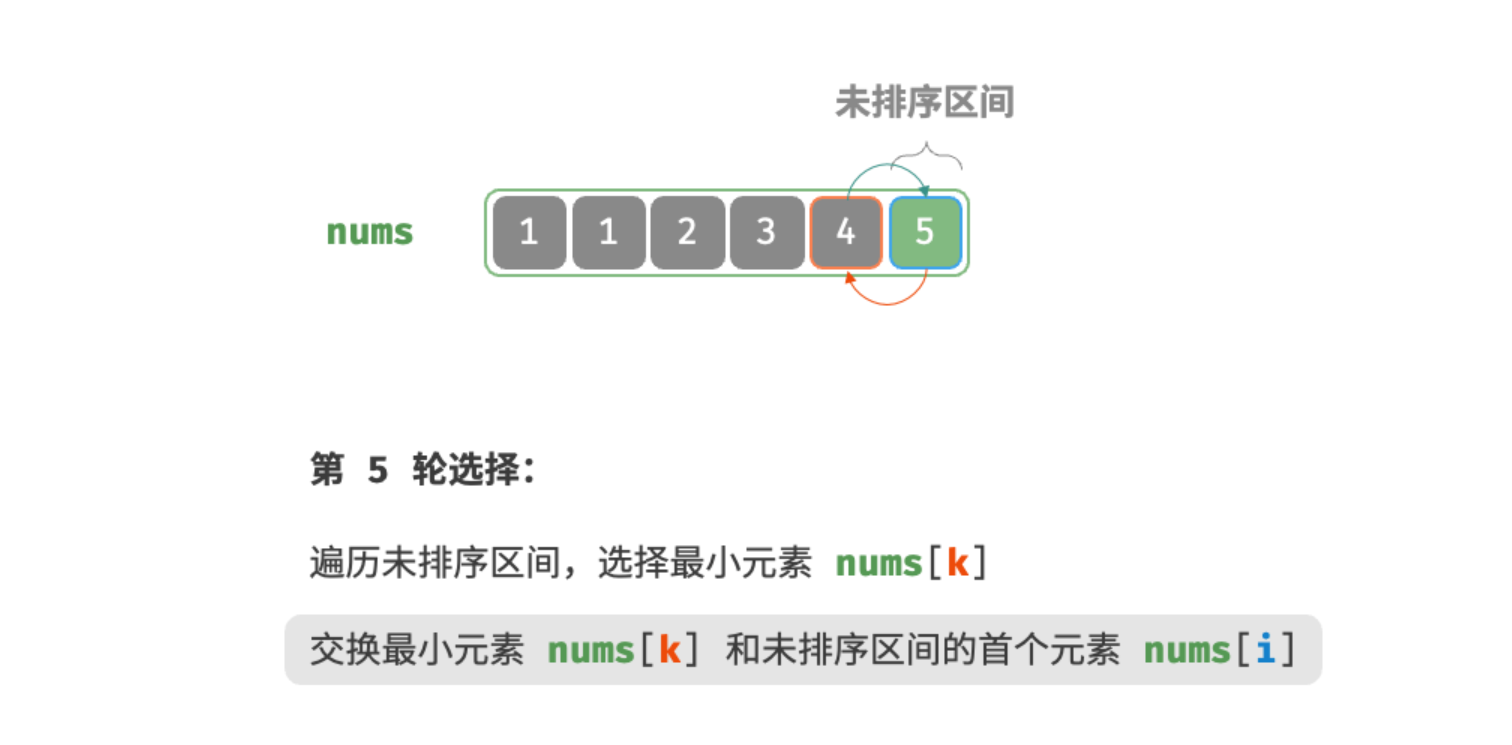 未排序区间
nums 1 1 2 3 4 5
第 5 轮选择：
遍历未排序区间，选择最小元素 nums[k]
交换最小元素 nums[k] 和未排序区间的首个元素 nums[i]